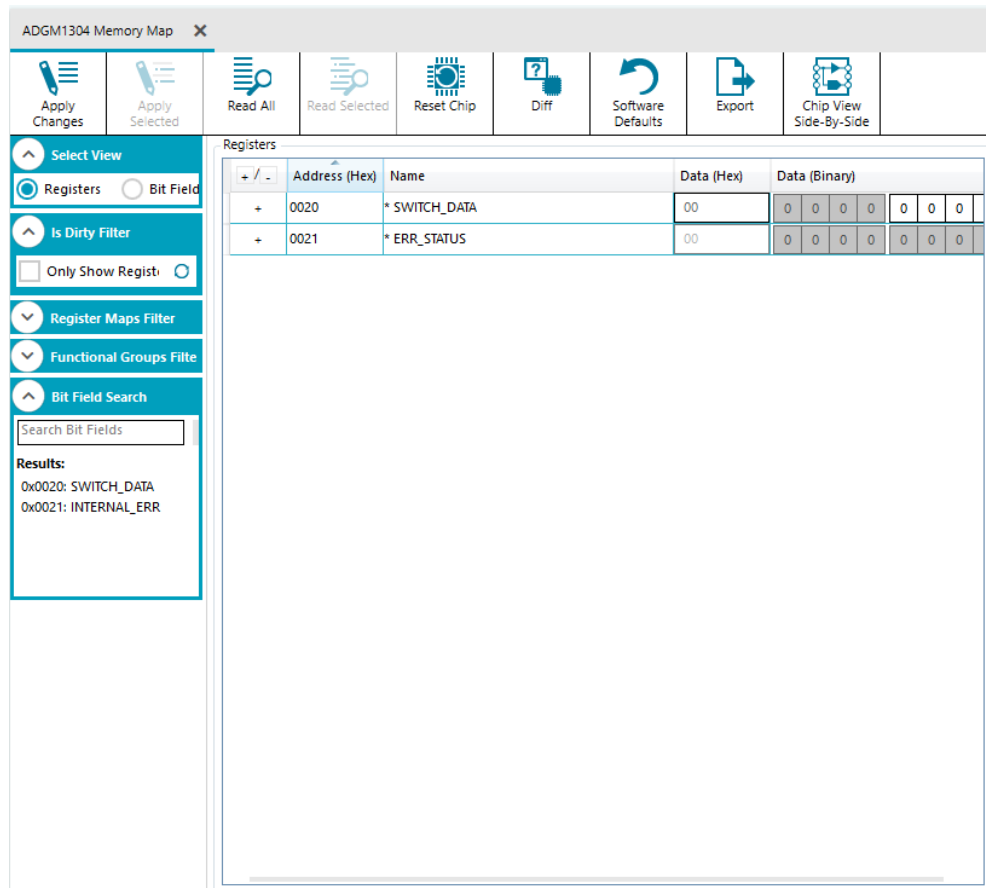 ADGM1304 Memory Map
Apply Changes
Apply Selected
Read All
Read Selected
Reset Chip
Diff
Software Defaults
Export
Chip View Side-By-Side
Select View
Registers Bit Field
Is Dirty Filter
Only Show Regist
Register Maps Filter
Functional Groups Filte
Bit Field Search
Search Bit Fields
Results:
0x0020: SWITCH_DATA
0x0021: INTERNAL_ERR
Registers
+ / - Address (Hex) Name Data (Hex) Data (Binary)
+ 0020 * SWITCH_DATA 00 0 0 0 0 0 0 0
+ 0021 * ERR_STATUS 00 0 0 0 0 0 0 0